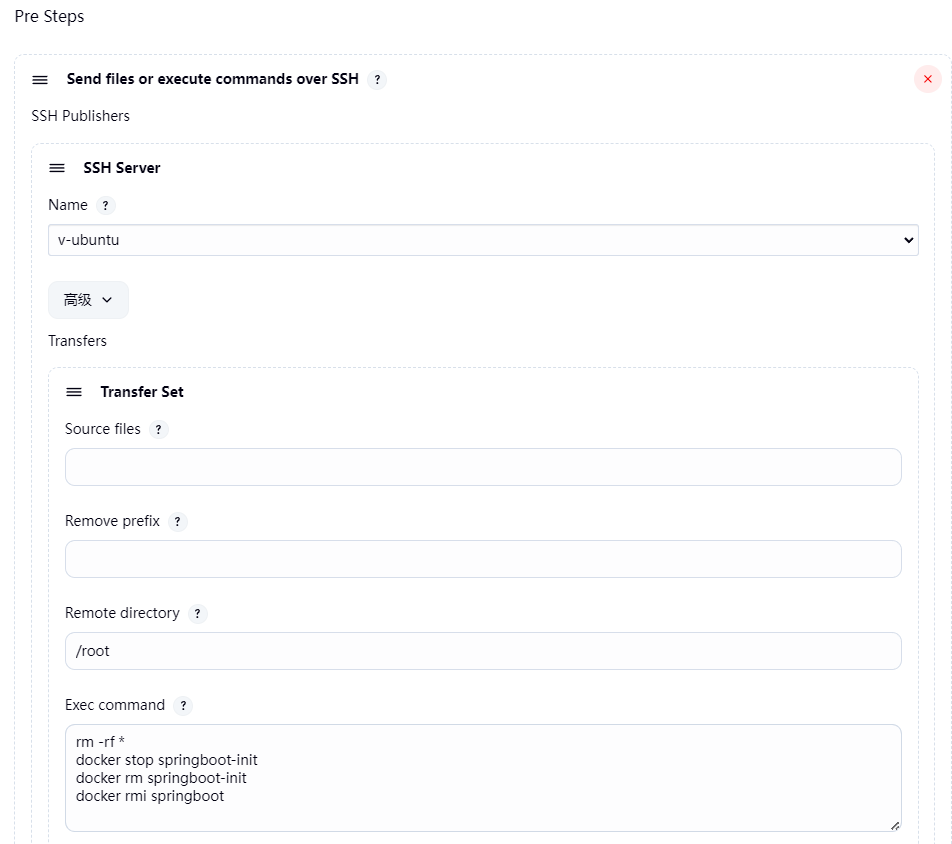 Pre Steps
Send files or execute commands over SSH ?
SSH Publishers
SSH Server
Name ?
v-ubuntu
高级
Transfers
Transfer Set
Source files ?
Remove prefix ?
Remote directory ?
/root
Exec command ?
rm -rf *
docker stop springboot-init
docker rm springboot-init
docker rmi springboot